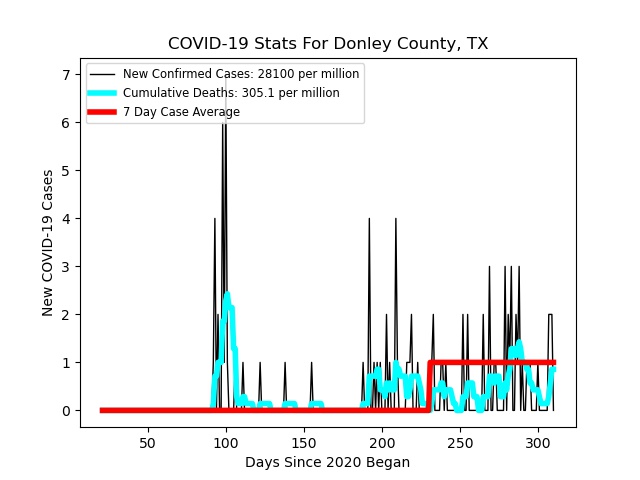 COVID-19 Stats For Donley County, TX
New Confirmed Cases: 28100 per million
Cumulative Deaths: 305.1 per million
7 Day Case Average
New COVID-19 Cases
7
6
5
4
3
2
1
0
50 100 150 200 250 300
Days Since 2020 Began